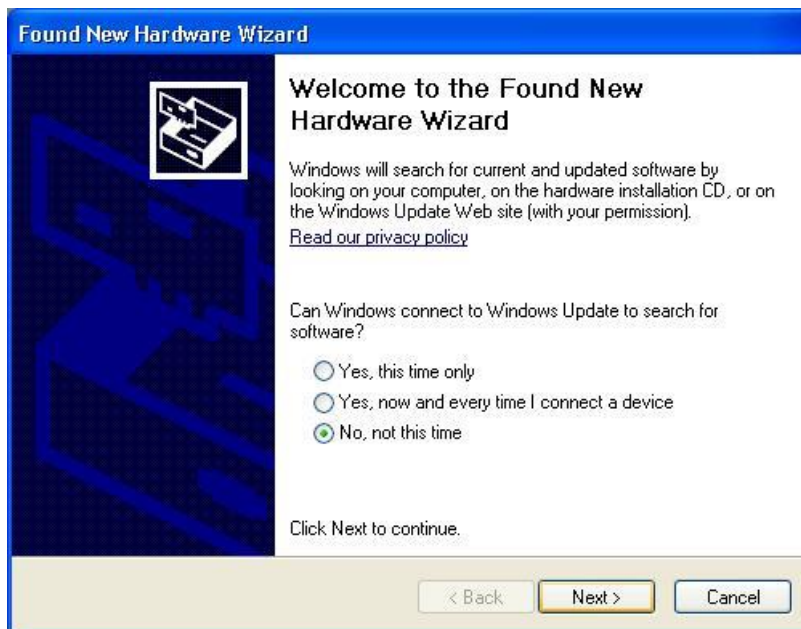 Found New Hardware Wizard
Welcome to the Found New
Hardware Wizard
Windows will search for current and updated software by
looking on your computer, on the hardware installation CD, or on
the Windows Update Web site (with your permission).
Read our privacy policy
Can Windows connect to Windows Update to search for
software?
Yes, this time only
Yes, now and every time I connect a device
No, not this time
Click Next to continue.
< Back
Next >
Cancel